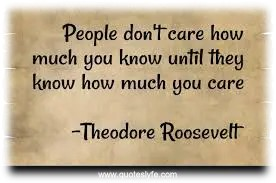 People don't care how
much you know until they
know how much you care
-Theodore Roosevelt
www.quoteslyfe.com